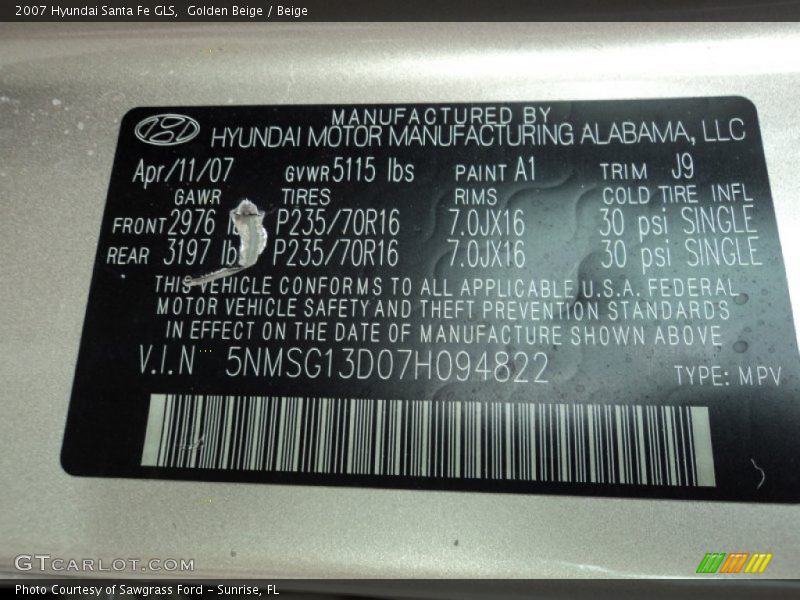 2007 Hyundai Santa Fe GLS,  Golden Beige / Beige
MANUFACTURED BY
HYUNDAI MOTOR MANUFACTURING ALABAMA, LLC
Apr/11/07 GVWR 5115 lbs PAINT A1 TRIM J9
GAWR TIRES RIMS COLD TIRE INFL
FRONT 2976 P235/70R16 7.0JX16 30 psi SINGLE
REAR 3197 lb P235/70R16 7.0JX16 30 psi SINGLE
THIS VEHICLE CONFORMS TO ALL APPLICABLE U.S.A. FEDERAL
MOTOR VEHICLE SAFETY AND THEFT PREVENTION STANDARDS
IN EFFECT ON THE DATE OF MANUFACTURE SHOWN ABOVE
V.I.N 5NMSG13D07H094822 TYPE: MPV
GTCARLOT.COM
Photo Courtesy of Sawgrass Ford - Sunrise, FL